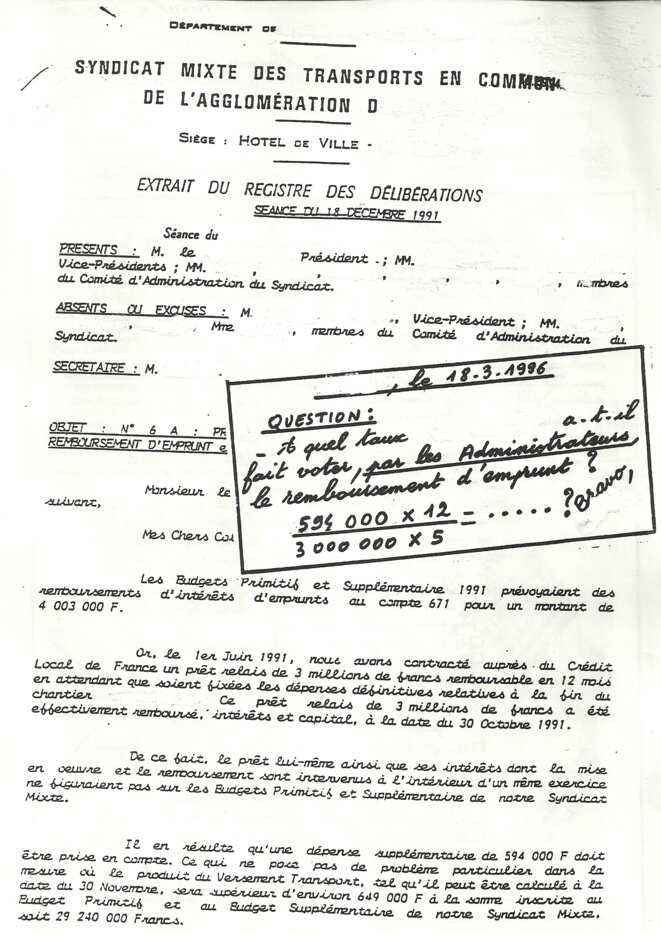 DÉPARTEMENT DE
SYNDICAT MIXTE DES TRANSPORTS EN COMMUN
DE L'AGGLOMÉRATION D
SIÈGE : HOTEL DE VILLE -
EXTRAIT DU REGISTRE DES DÉLIBÉRATIONS
SEANCE DU 18 DECEMBRE 1991
Séance du
PRESENTS : M. le Président - ; MM.
Vice-Présidents ; MM. , , , , , membres
du Comité d'Administration du Syndicat.
ABSENTS OU EXCUSES : M. , Vice-Président ; MM.
, Mme , membres du Comité d'Administration du
Syndicat.
SECRETAIRE : M.
, le 18.3.1996
QUESTION :
- A quel taux a.t.il
fait voter, par les Administrateurs,
le remboursement d'emprunt ?
594 000 x 12 = ..... ? Bravo,
3 000 000 x 5
OBJET : N° 6 A : PR
REMBOURSEMENT D'EMPRUNT e
Monsieur le
suivant,
Mes Chers Col
Les Budgets Primitif et Supplémentaire 1991 prévoyaient des
remboursements d'intérêts d'emprunts au compte 671 pour un montant de
4 003 000 F.
Or, le 1er Juin 1991, nous avons contracté auprès du Crédit
Local de France un prêt relais de 3 millions de francs remboursable en 12 mois
en attendant que soient fixées les dépenses définitives relatives à la fin du
chantier Ce prêt relais de 3 millions de francs a été
effectivement remboursé, intérêts et capital, à la date du 30 Octobre 1991.
De ce fait, le prêt lui-même ainsi que ses intérêts dont la mise
en oeuvre et le remboursement sont intervenus à l'intérieur d'un même exercice
ne figuraient pas sur les Budgets Primitif et Supplémentaire de notre Syndicat
Mixte.
Il en résulte qu'une dépense supplémentaire de 594 000 F doit
être prise en compte. Ce qui ne pose pas de problème particulier dans la
mesure où le produit du Versement Transport, tel qu'il peut être calculé à la
date du 30 Novembre, sera supérieur d'environ 649 000 F à la somme inscrite au
Budget Primitif et au Budget Supplémentaire de notre Syndicat Mixte,
soit 29 240 000 Francs.